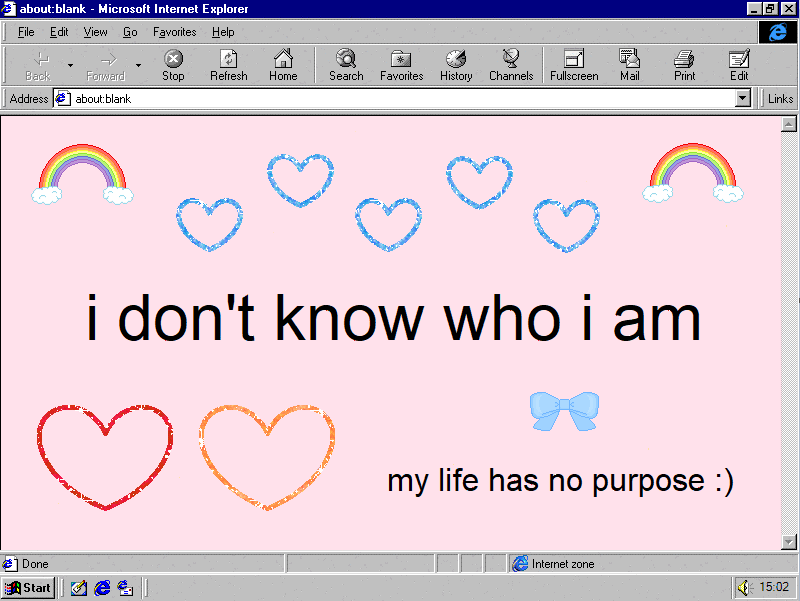 about:blank - Microsoft Internet Explorer
File Edit View Go Favorites Help
Back Forward Stop Refresh Home Search Favorites History Channels Fullscreen Mail Print Edit
Address about:blank Links
i don't know who i am
my life has no purpose :)
Done Internet zone
Start 15:02